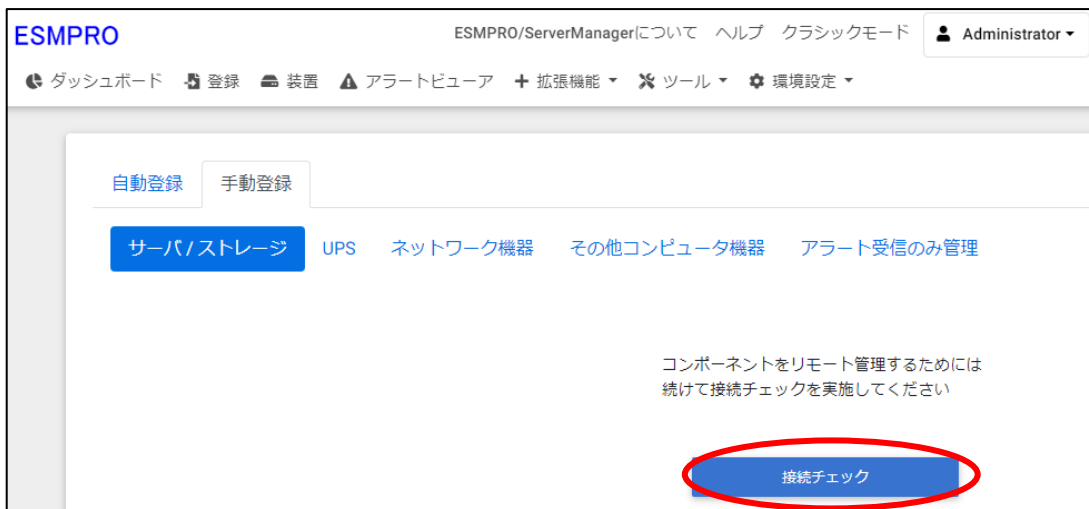 ESMPRO ESMPRO/ServerManagerについて ヘルプ クラシックモード Administrator
ダッシュボード 登録 装置 アラートビューア 拡張機能 ツール 環境設定
自動登録 手動登録
サーバ / ストレージ UPS ネットワーク機器 その他コンピュータ機器 アラート受信のみ管理
コンポーネントをリモート管理するためには
続けて接続チェックを実施してください
接続チェック